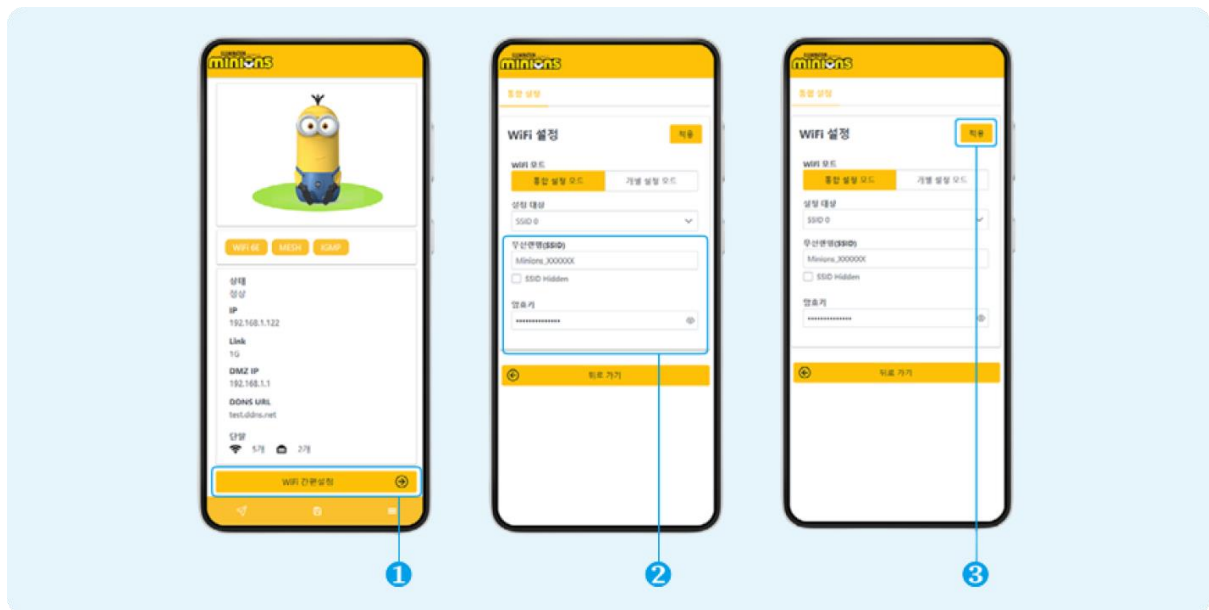 ILLUMINATION
minions
WiFi 6E
MESH
IGMP
상태
정상
IP
192.168.1.122
Link
1G
DMZ IP
192.168.1.1
DDNS URL
test.ddns.net
단말
5개
2개
WiFi 간편설정
1
ILLUMINATION
minions
통합 설정
WiFi 설정
적용
WiFi 모드
통합 설정 모드
개별 설정 모드
설정 대상
SSID 0
무선랜명(SSID)
Minions_XXXXXX
SSID Hidden
암호키
뒤로 가기
2
ILLUMINATION
minions
통합 설정
WiFi 설정
적용
WiFi 모드
통합 설정 모드
개별 설정 모드
설정 대상
SSID 0
무선랜명(SSID)
Minions_XXXXXX
SSID Hidden
암호키
뒤로 가기
3